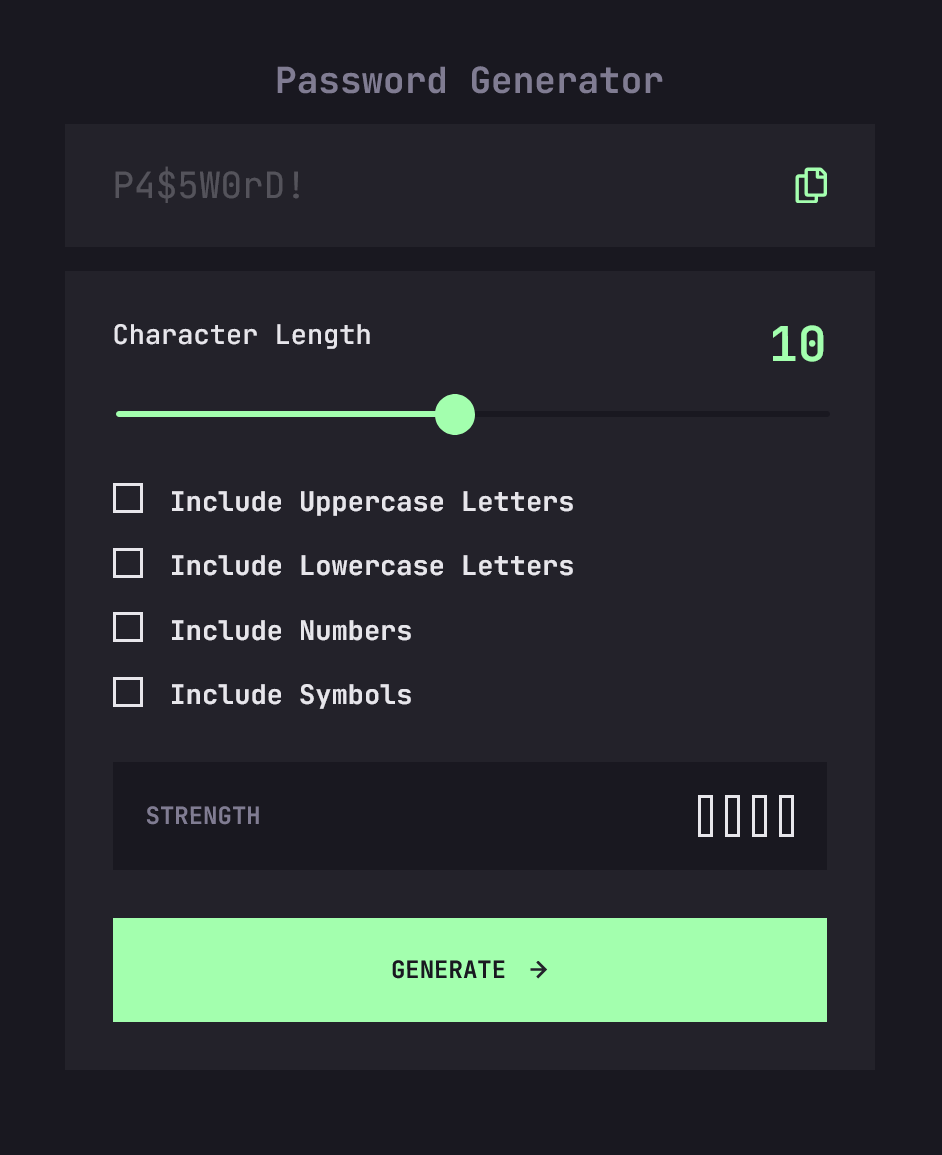 Password Generator
P4$5W0rD!
Character Length
10
Include Uppercase Letters
Include Lowercase Letters
Include Numbers
Include Symbols
STRENGTH
GENERATE →